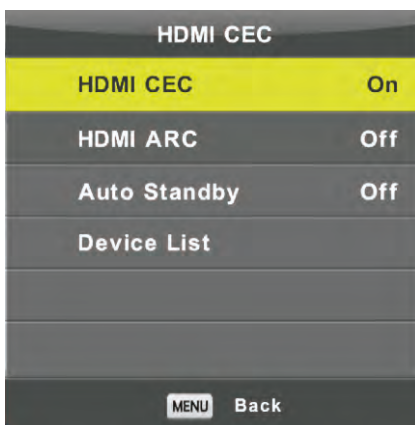 HDMI CEC
HDMI CEC On
HDMI ARC Off
Auto Standby Off
Device List
MENU Back